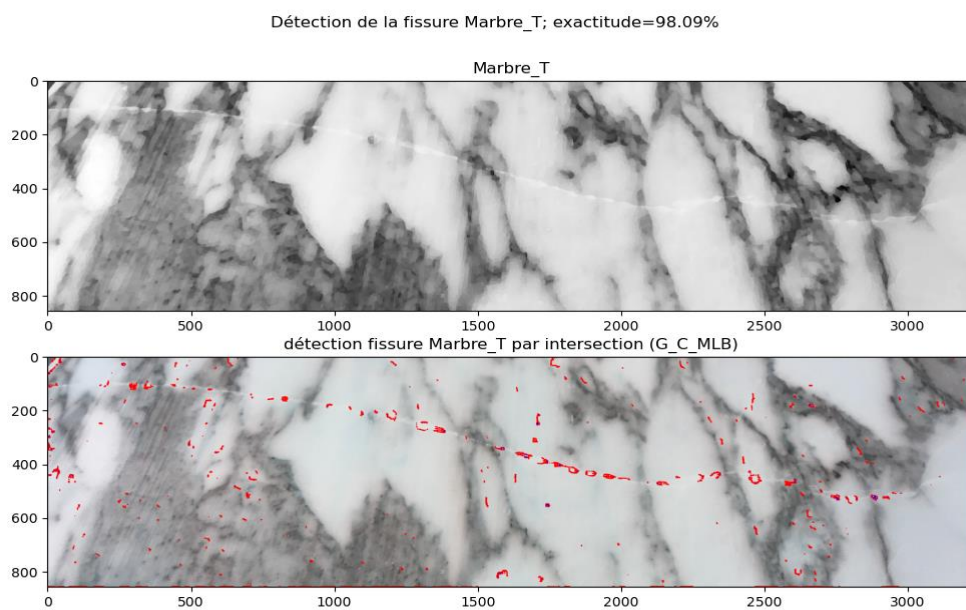 Détection de la fissure Marbre_T; exactitude=98.09%
Marbre_T
0
200
400
600
800
0 500 1000 1500 2000 2500 3000
détection fissure Marbre_T par intersection (G_C_MLB)
0
200
400
600
800
0 500 1000 1500 2000 2500 3000